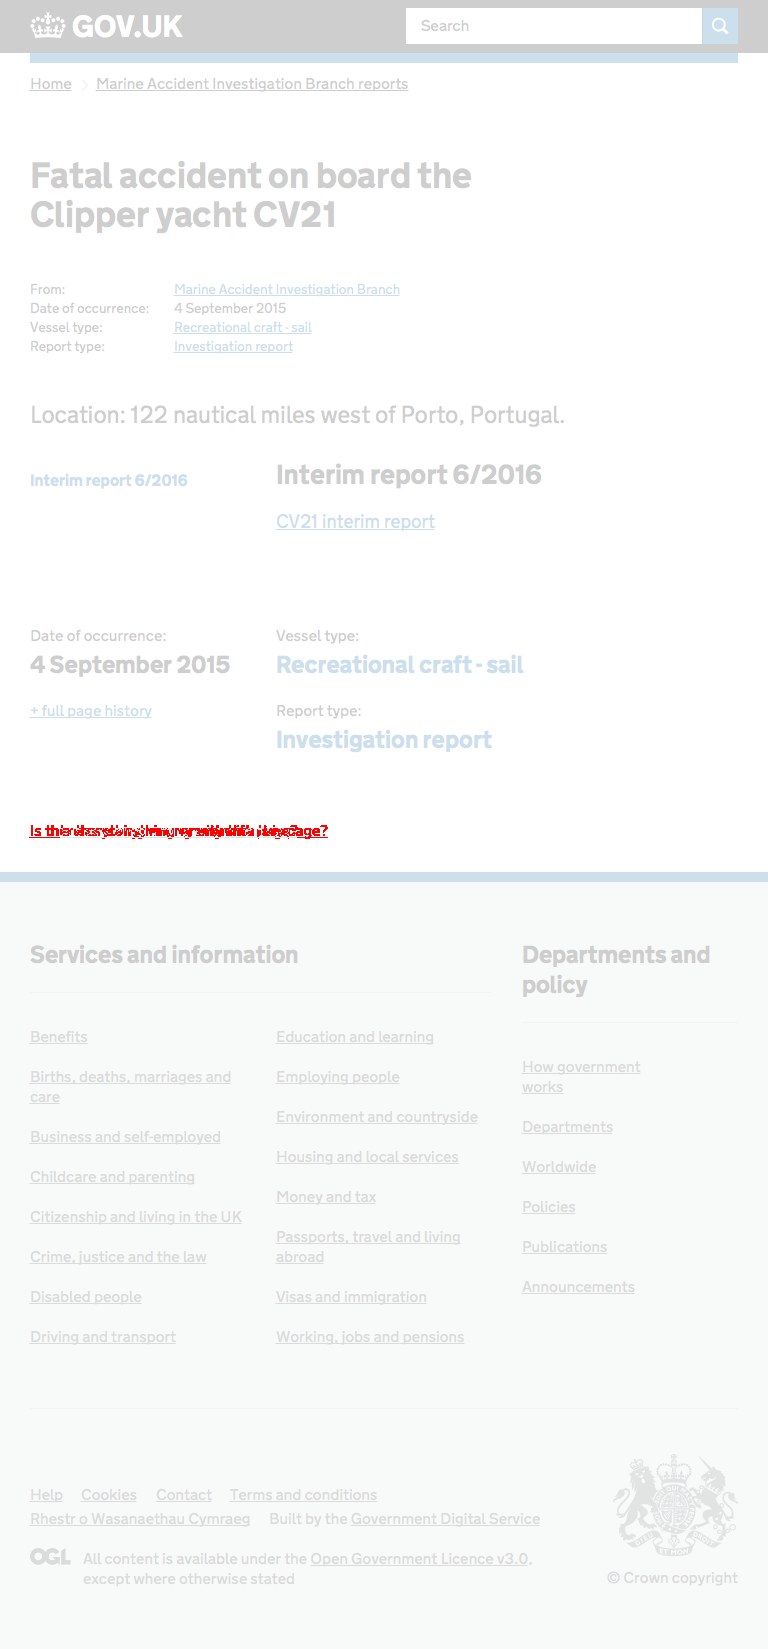 GOV.UK
Search
Home
Marine Accident Investigation Branch reports
Fatal accident on board the
Clipper yacht CV21
From: Marine Accident Investigation Branch
Date of occurrence: 4 September 2015
Vessel type: Recreational craft - sail
Report type: Investigation report
Location: 122 nautical miles west of Porto, Portugal.
Interim report 6/2016
Interim report 6/2016
CV21 interim report
Date of occurrence:
4 September 2015
+ full page history
Vessel type:
Recreational craft - sail
Report type:
Investigation report
Is
Services and information
Benefits
Births, deaths, marriages and
care
Business and self-employed
Childcare and parenting
Citizenship and living in the UK
Crime, justice and the law
Disabled people
Driving and transport
Education and learning
Employing people
Environment and countryside
Housing and local services
Money and tax
Passports, travel and living
abroad
Visas and immigration
Working, jobs and pensions
Departments and
policy
How government
works
Departments
Worldwide
Policies
Publications
Announcements
Help Cookies Contact Terms and conditions
Rhestr o Wasanaethau Cymraeg Built by the Government Digital Service
OGL
All content is available under the Open Government Licence v3.0,
except where otherwise stated
© Crown copyright